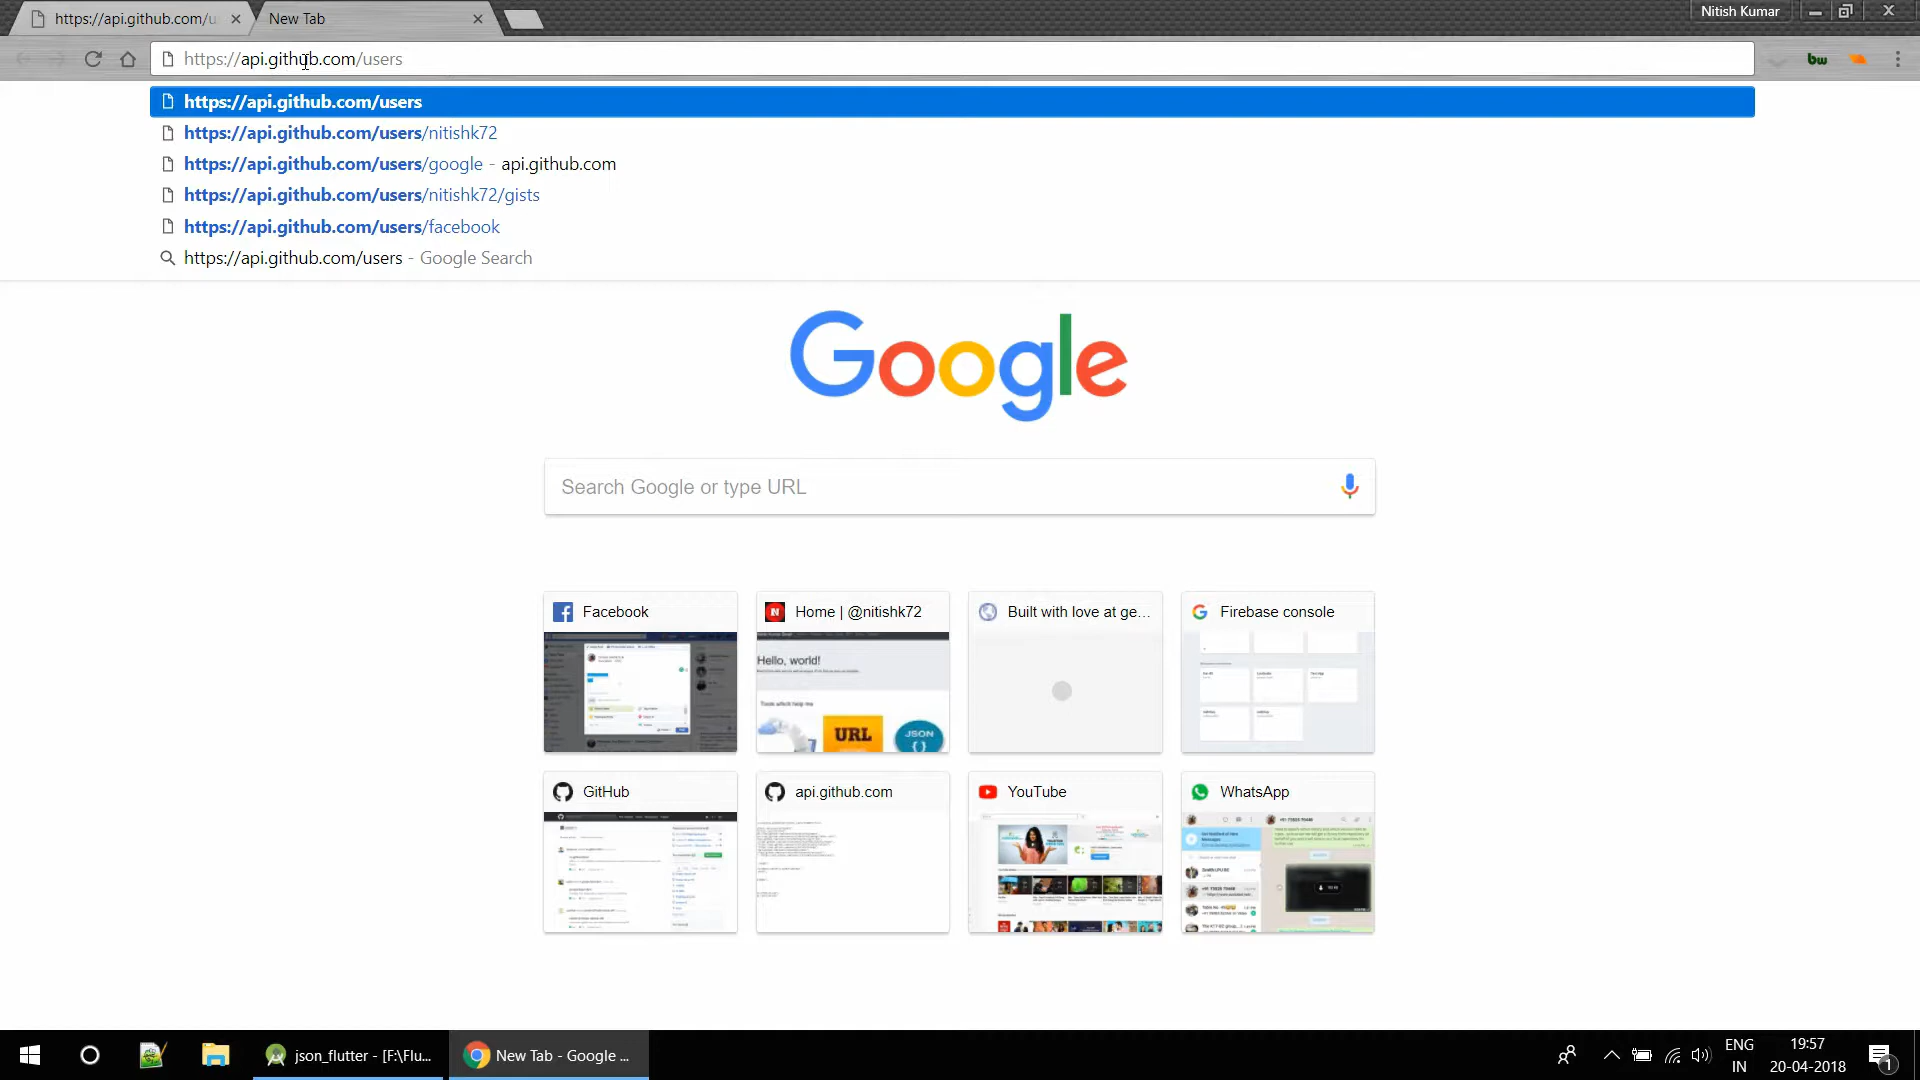 https://api.github.com/u
New Tab
Nitish Kumar
https://api.github.com/users
bw
https://api.github.com/users
https://api.github.com/users/nitishk72
https://api.github.com/users/google - api.github.com
https://api.github.com/users/nitishk72/gists
https://api.github.com/users/facebook
https://api.github.com/users - Google Search
Google
Search Google or type URL
Facebook
Home | @nitishk72
Built with love at ge...
Firebase console
Hello, world!
URL
JSON
{ }
GitHub
api.github.com
YouTube
WhatsApp
json_flutter - [F:\Flu...
New Tab - Google ...
ENG
IN
19:57
20-04-2018
1